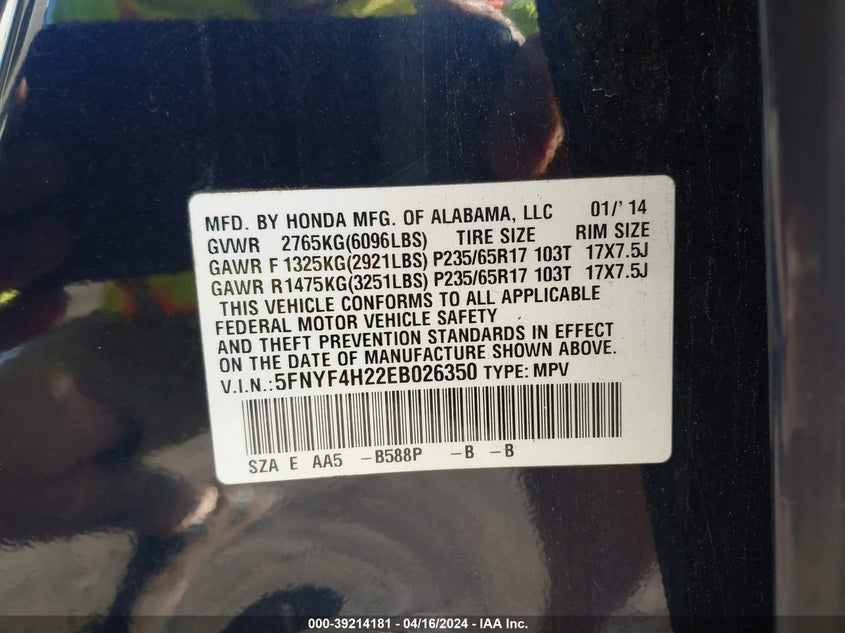 MFD. BY HONDA MFG. OF ALABAMA, LLC 01/' 14
GVWR 2765KG(6096LBS) TIRE SIZE RIM SIZE
GAWR F 1325KG(2921LBS) P235/65R17 103T 17X7.5J
GAWR R1475KG(3251LBS) P235/65R17 103T 17X7.5J
THIS VEHICLE CONFORMS TO ALL APPLICABLE
FEDERAL MOTOR VEHICLE SAFETY
AND THEFT PREVENTION STANDARDS IN EFFECT
ON THE DATE OF MANUFACTURE SHOWN ABOVE.
V.I.N.:5FNYF4H22EB026350 TYPE: MPV
SZA E AA5 -B588P -B -B
000-39214181 - 04/16/2024 - IAA Inc.